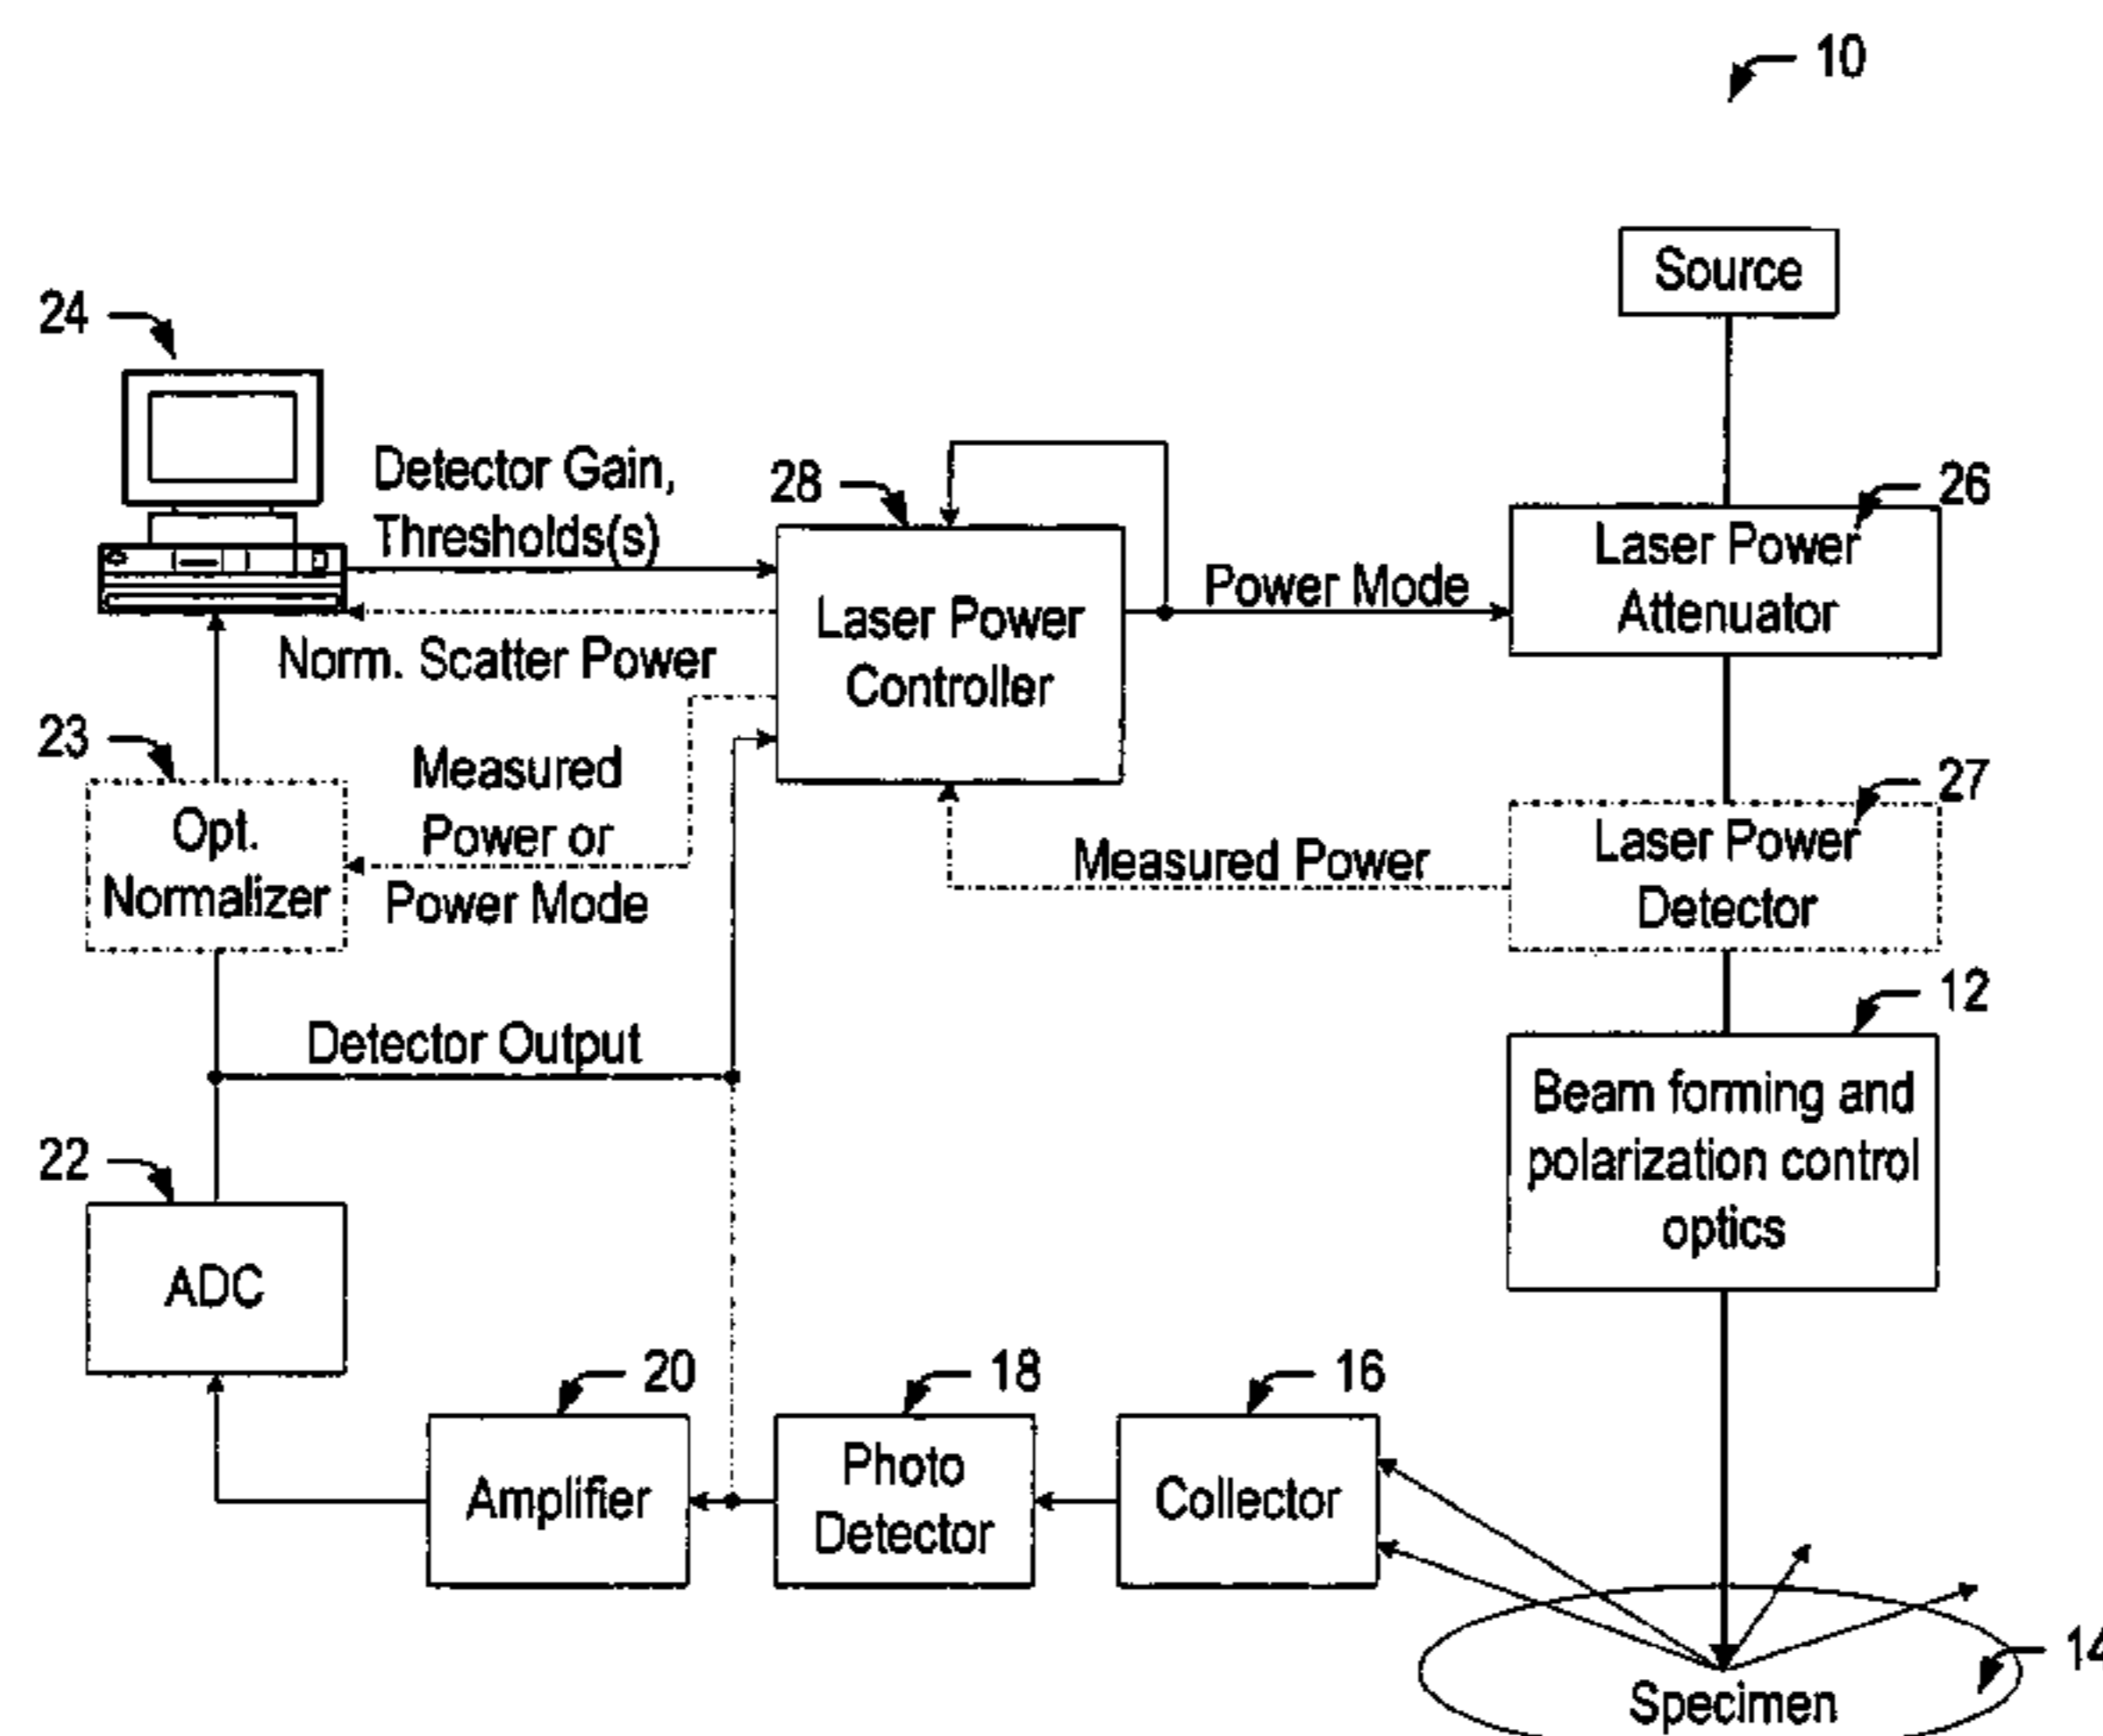 10
Source
24
Detector Gain,
Thresholds(s)
28
26
Laser Power
Attenuator
Power Mode
Laser Power
Controller
Norm. Scatter Power
23
Opt.
Normalizer
Measured
Power or
Power Mode
Measured Power
27
Laser Power
Detector
Detector Output
12
Beam forming and
polarization control
optics
22
ADC
20
Amplifier
18
Photo
Detector
16
Collector
14
Specimen